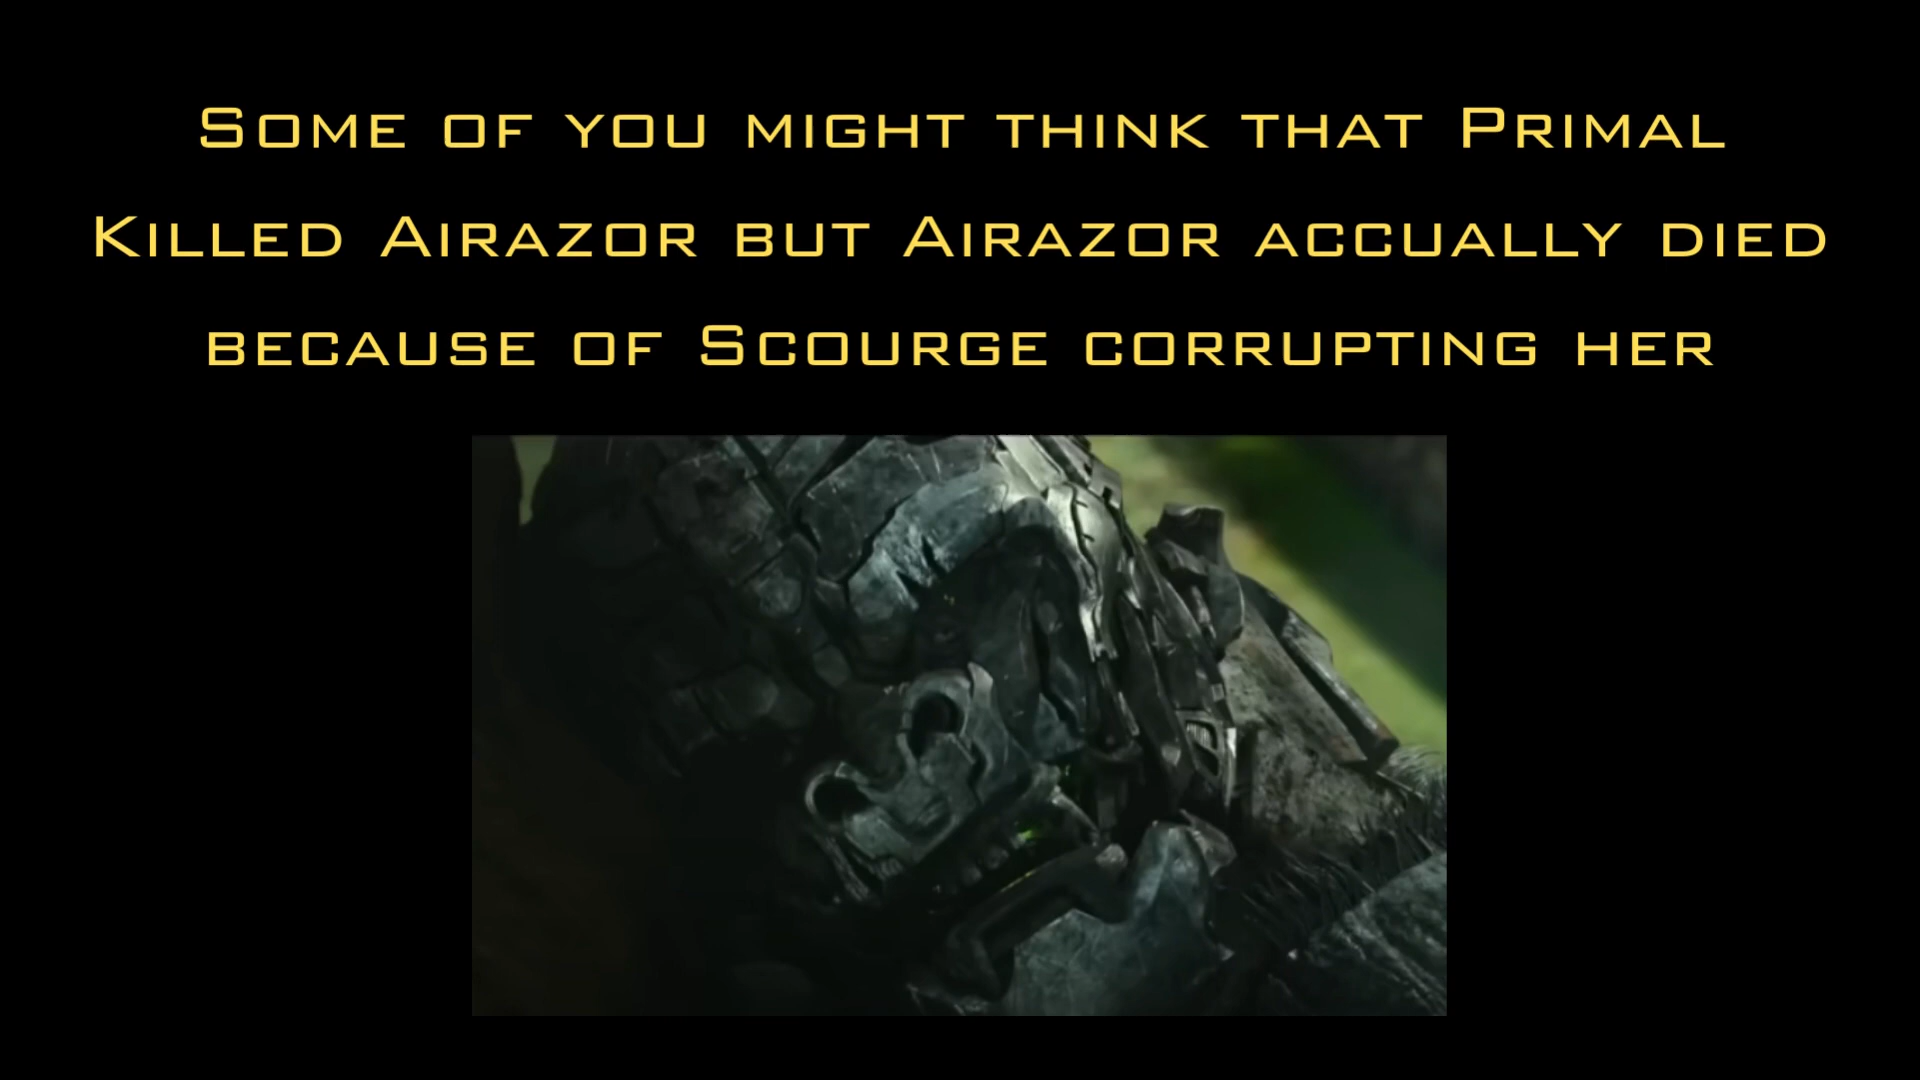 Some of you might think that Primal
Killed Airazor but Airazor accually died
because of Scourge corrupting her